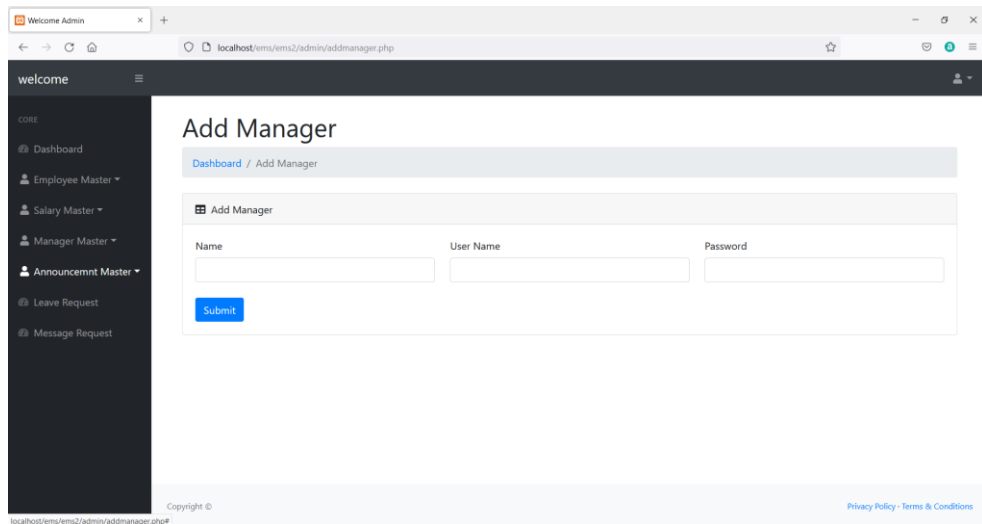 Welcome Admin
localhost/ems/ems2/admin/addmanager.php
welcome
CORE
Dashboard
Employee Master
Salary Master
Manager Master
Announcemnt Master
Leave Request
Message Request
Add Manager
Dashboard / Add Manager
Add Manager
Name User Name Password
Submit
Copyright © Privacy Policy · Terms & Conditions
localhost/ems/ems2/admin/addmanager.php#